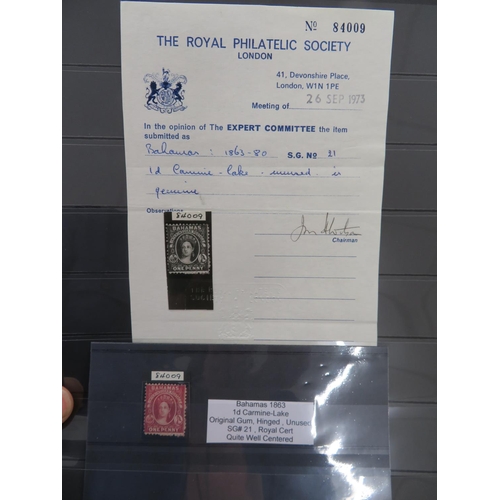 Nº 84009
THE ROYAL PHILATELIC SOCIETY
LONDON
41, Devonshire Place,
London, W1N 1PE
Meeting of 26 SEP 1973
In the opinion of The EXPERT COMMITTEE the item
submitted as
Bahamas : 1863-80 S.G. Nº 21
1d Carmine-lake - unused - is
genuine
Observations
84009
BAHAMAS
ONE PENNY
Chairman
84009
BAHAMAS
ONE PENNY
Bahamas 1863
1d Carmine-Lake
Original Gum, Hinged , Unused
SG# 21 , Royal Cert
Quite Well Centered